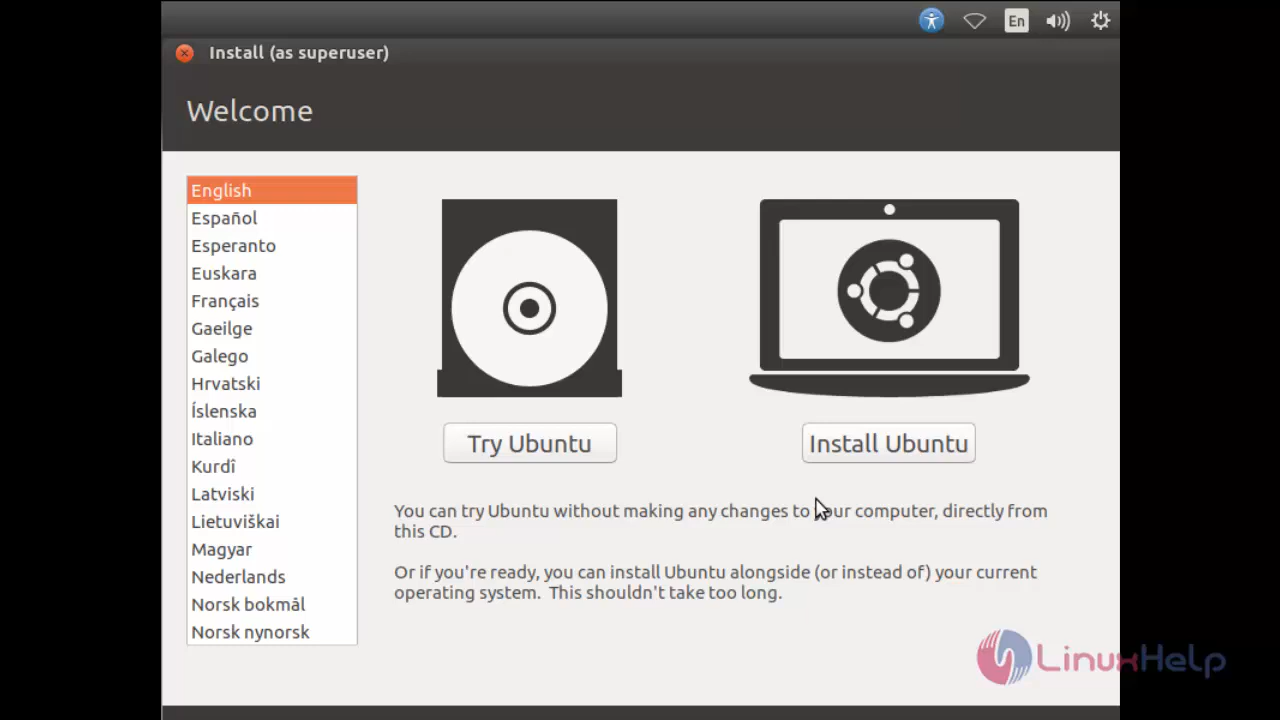 En
Install (as superuser)
Welcome
English
Español
Esperanto
Euskara
Français
Gaeilge
Galego
Hrvatski
Íslenska
Italiano
Kurdî
Latviski
Lietuviškai
Magyar
Nederlands
Norsk bokmål
Norsk nynorsk
Try Ubuntu
Install Ubuntu
You can try Ubuntu without making any changes to your computer, directly from
this CD.
Or if you're ready, you can install Ubuntu alongside (or instead of) your current
operating system. This shouldn't take too long.
LinuxHelp